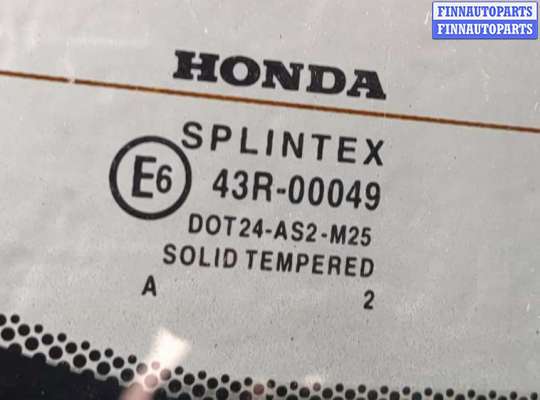 FINNAUTOPARTS
FINNAUTOPARTS
HONDA
SPLINTEX
E6 43R-00049
DOT24-AS2-M25
SOLID TEMPERED
A 2